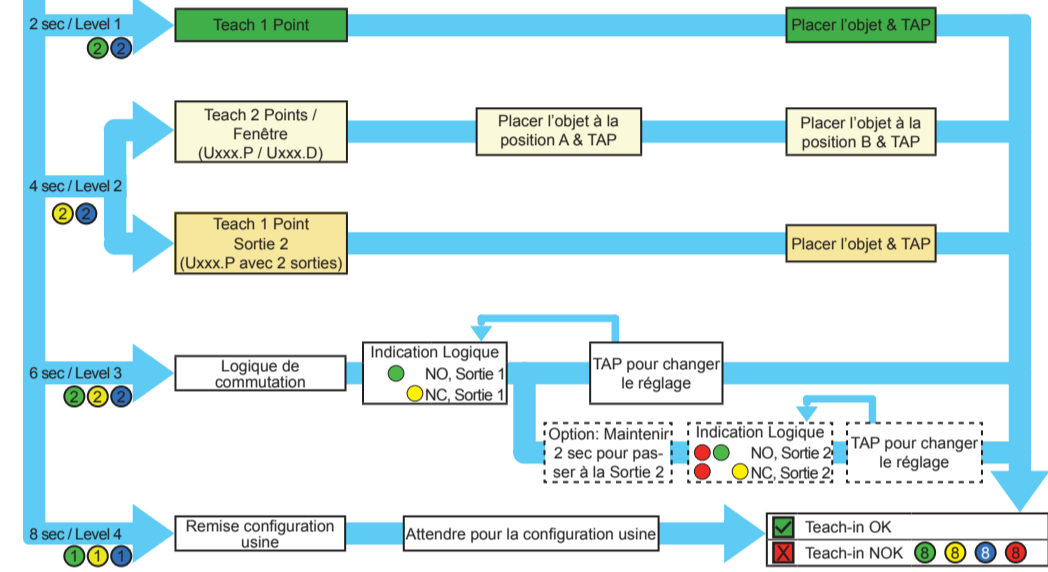 2 sec / Level 1
2 2
Teach 1 Point
Placer l'objet & TAP
4 sec / Level 2
2 2
Teach 2 Points /
Fenêtre
(Uxxx.P / Uxxx.D)
Placer l'objet à la
position A & TAP
Placer l'objet à la
position B & TAP
Teach 1 Point
Sortie 2
(Uxxx.P avec 2 sorties)
Placer l'objet & TAP
6 sec / Level 3
2 2 2
Logique de
commutation
Indication Logique
NO, Sortie 1
NC, Sortie 1
TAP pour changer
le réglage
Option: Maintenir
2 sec pour pas-
ser à la Sortie 2
Indication Logique
NO, Sortie 2
NC, Sortie 2
TAP pour changer
le réglage
8 sec / Level 4
1 1 1
Remise configuration
usine
Attendre pour la configuration usine
Teach-in OK
X Teach-in NOK 8 8 8 8